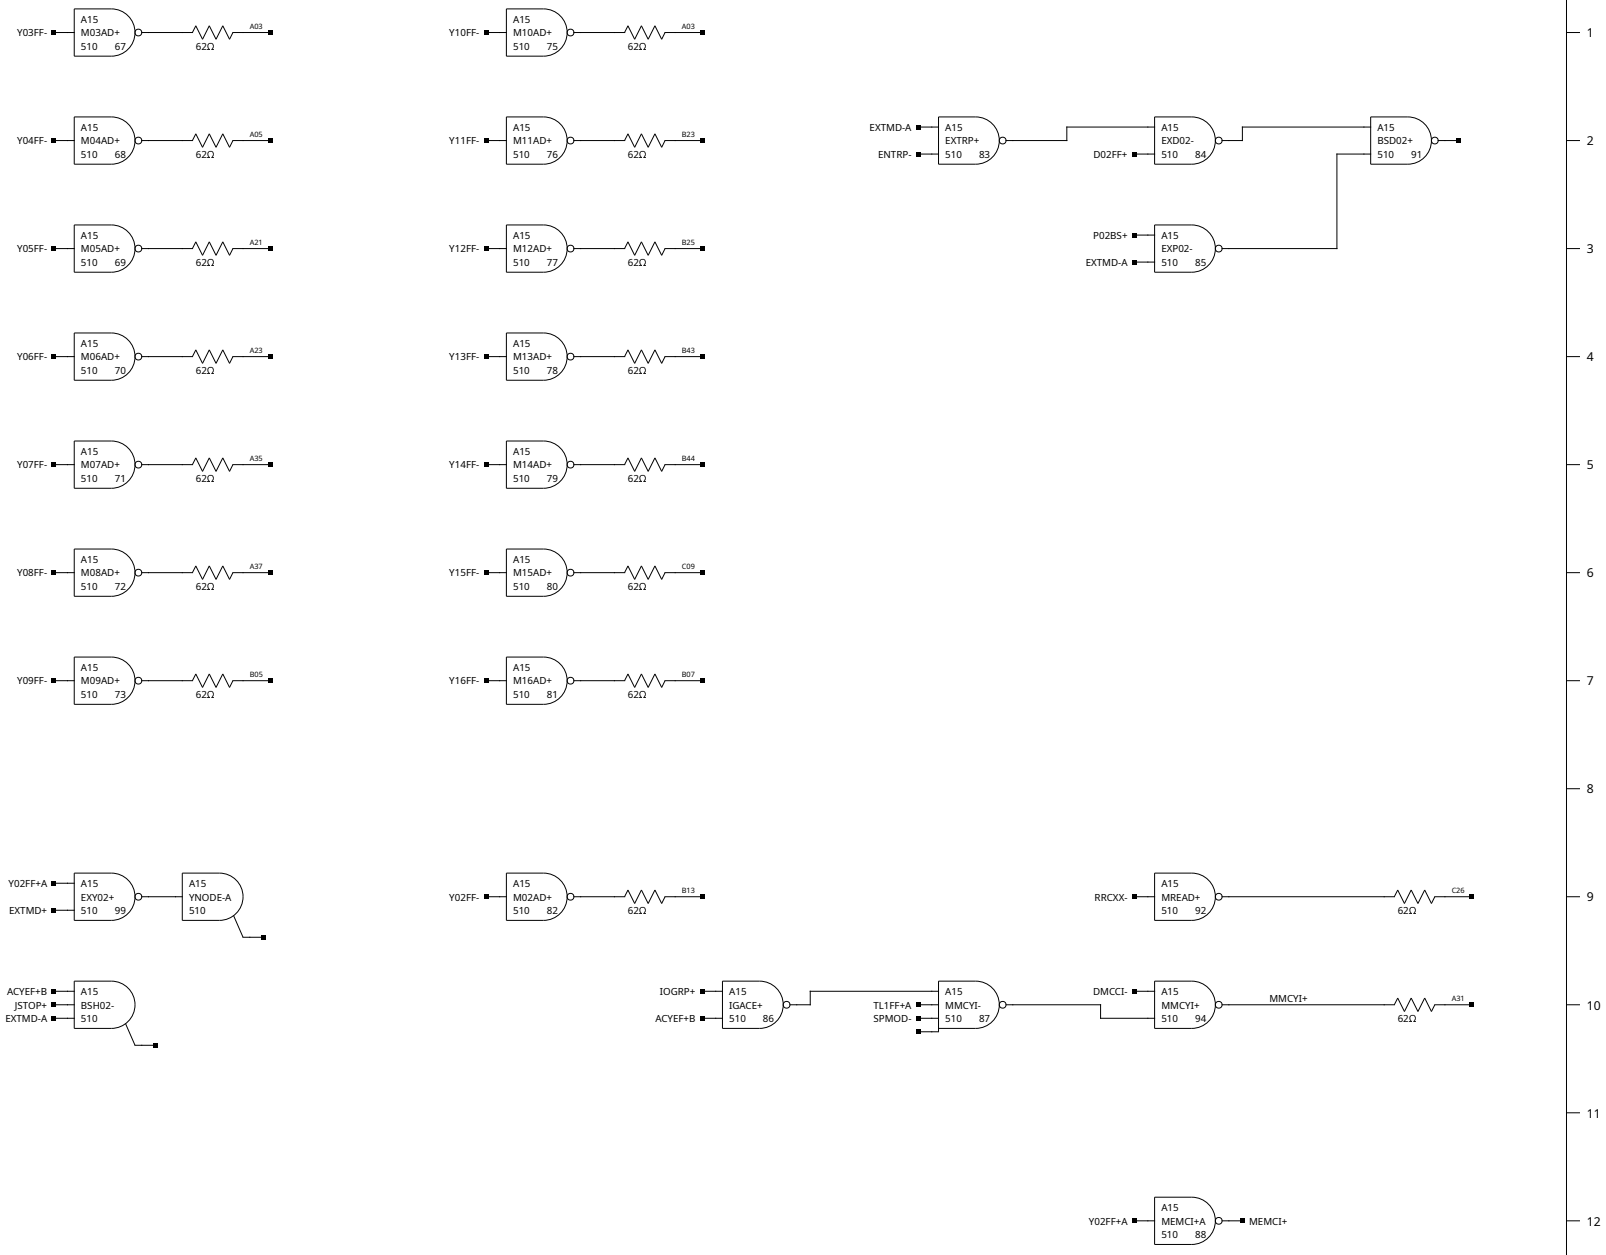 A15
Y03FF- M03AD+ A03
510 67 62Ω
A15
Y10FF- M10AD+ A03
510 75 62Ω
1
A15
Y04FF- M04AD+ A05
510 68 62Ω
A15
Y11FF- M11AD+ B23
510 76 62Ω
EXTMD-A A15
EXTRP+
ENTRP- 510 83
A15
EXD02-
D02FF+ 510 84
A15
BSD02+
510 91
2
A15
Y05FF- M05AD+ A21
510 69 62Ω
A15
Y12FF- M12AD+ B25
510 77 62Ω
P02BS+ A15
EXP02-
EXTMD-A 510 85
3
A15
Y06FF- M06AD+ A23
510 70 62Ω
A15
Y13FF- M13AD+ B43
510 78 62Ω
4
A15
Y07FF- M07AD+ A35
510 71 62Ω
A15
Y14FF- M14AD+ B44
510 79 62Ω
5
A15
Y08FF- M08AD+ A37
510 72 62Ω
A15
Y15FF- M15AD+ C09
510 80 62Ω
6
A15
Y09FF- M09AD+ B05
510 73 62Ω
A15
Y16FF- M16AD+ B07
510 81 62Ω
7
8
Y02FF+A A15
EXY02+
EXTMD+ 510 99
A15
YNODE-A
510
A15
Y02FF- M02AD+ B13
510 82 62Ω
A15
RRCXX- MREAD+ C26
510 92 62Ω
9
ACYEF+B A15
JSTOP+ BSH02-
EXTMD-A 510
IOGRP+ A15
IGACE+
ACYEF+B 510 86
A15
TL1FF+A MMCYI-
SPMOD- 510 87
DMCCI- A15
MMCYI+ MMCYI+ A31
510 94 62Ω
10
11
A15
Y02FF+A MEMCI+A MEMCI+
510 88
12